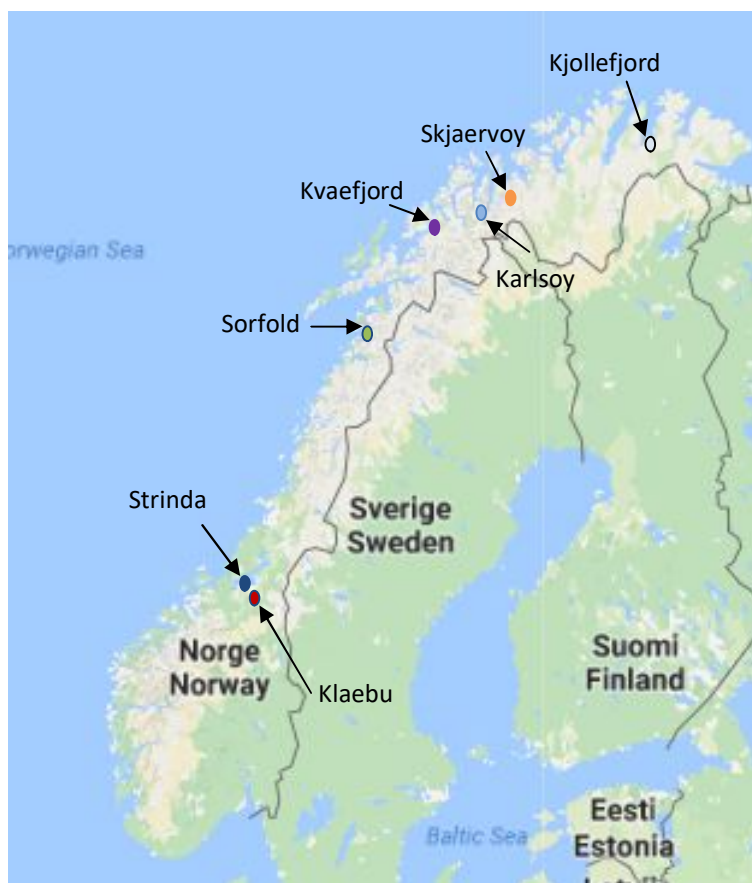 Kjollefjord
Skjaervoy
Kvaefjord
orwegian Sea
Karlsoy
Sorfold
Strinda
Sverige
Sweden
Norge
Norway
Suomi
Finland
Klaebu
Eesti
Estonia
Baltic Sea